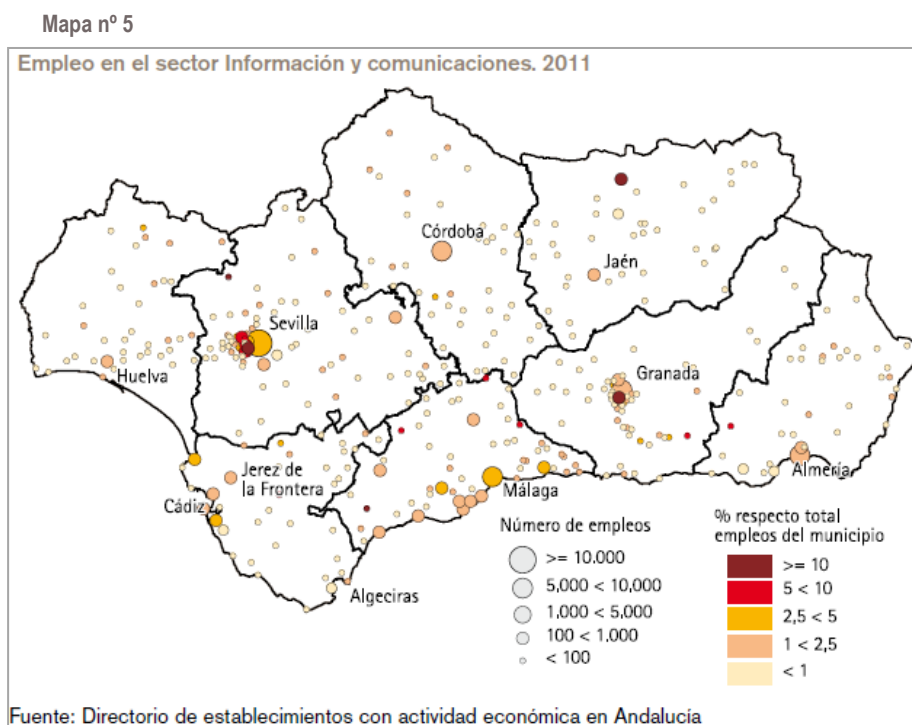 Mapa nº 5
Empleo en el sector Información y comunicaciones. 2011
Córdoba
Jaén
Sevilla
Huelva
Granada
Jerez de
la Frontera
Cádiz
Málaga
Almería
Algeciras
Número de empleos
>= 10.000
5,000 < 10,000
1,000 < 5,000
100 < 1.000
< 100
% respecto total
empleos del municipio
>= 10
5 < 10
2,5 < 5
1 < 2,5
< 1
Fuente: Directorio de establecimientos con actividad económica en Andalucía